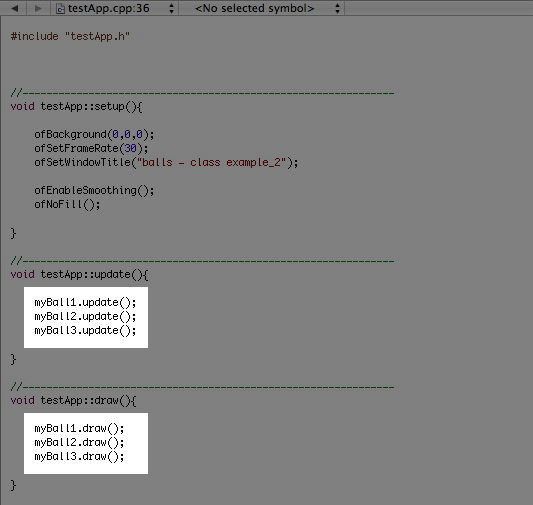 testApp.cpp:36 <No selected symbol>
#include "testApp.h"
//--------------------------------------------------------------
void testApp::setup(){
ofBackground(0,0,0);
ofSetFrameRate(30);
ofSetWindowTitle("balls - class example_2");
ofEnableSmoothing();
ofNoFill();
}
//--------------------------------------------------------------
void testApp::update(){
myBall1.update();
myBall2.update();
myBall3.update();
}
//--------------------------------------------------------------
void testApp::draw(){
myBall1.draw();
myBall2.draw();
myBall3.draw();
}